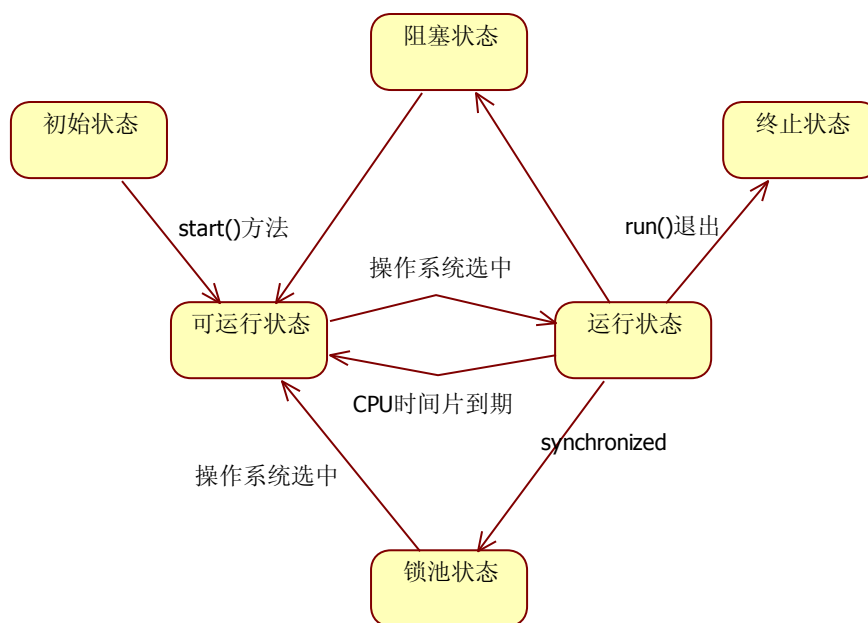 阻塞状态
初始状态
终止状态
start()方法
run()退出
操作系统选中
可运行状态
运行状态
CPU时间片到期
synchronized
操作系统选中
锁池状态